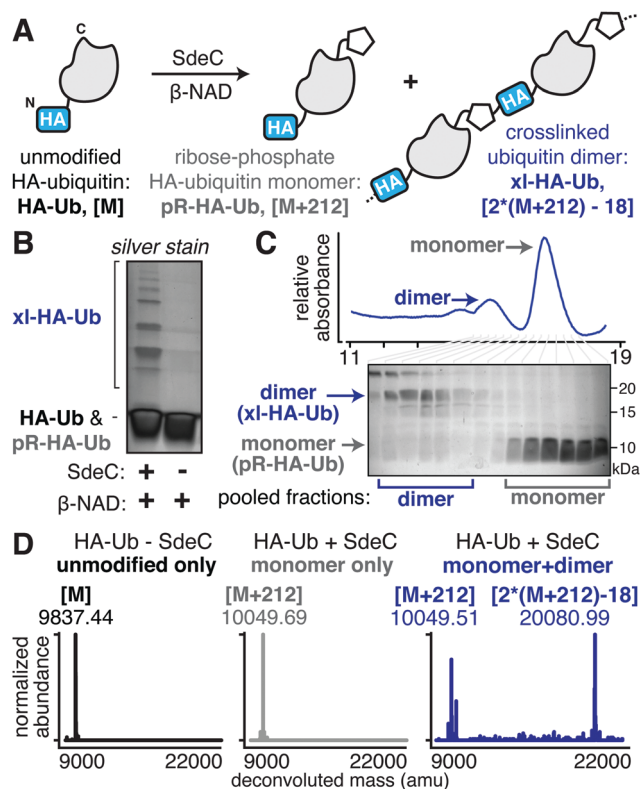 A
C
N
HA
unmodified
HA-ubiquitin:
HA-Ub, [M]
SdeC
β-NAD
HA
+
ribose-phosphate
HA-ubiquitin monomer:
pR-HA-Ub, [M+212]
HA
HA
crosslinked
ubiquitin dimer:
xl-HA-Ub,
[2*(M+212) - 18]
B
silver stain
xl-HA-Ub
HA-Ub & -
pR-HA-Ub
SdeC: + -
β-NAD: + +
C
relative
absorbance
monomer
dimer
11 19
dimer
(xl-HA-Ub)
monomer
(pR-HA-Ub)
20
15
10
kDa
pooled fractions: dimer monomer
D
HA-Ub - SdeC
unmodified only
[M]
9837.44
HA-Ub + SdeC
monomer only
[M+212]
10049.69
HA-Ub + SdeC
monomer+dimer
[M+212] [2*(M+212)-18]
10049.51 20080.99
normalized
abundance
9000 22000
9000 22000
9000 22000
deconvoluted mass (amu)